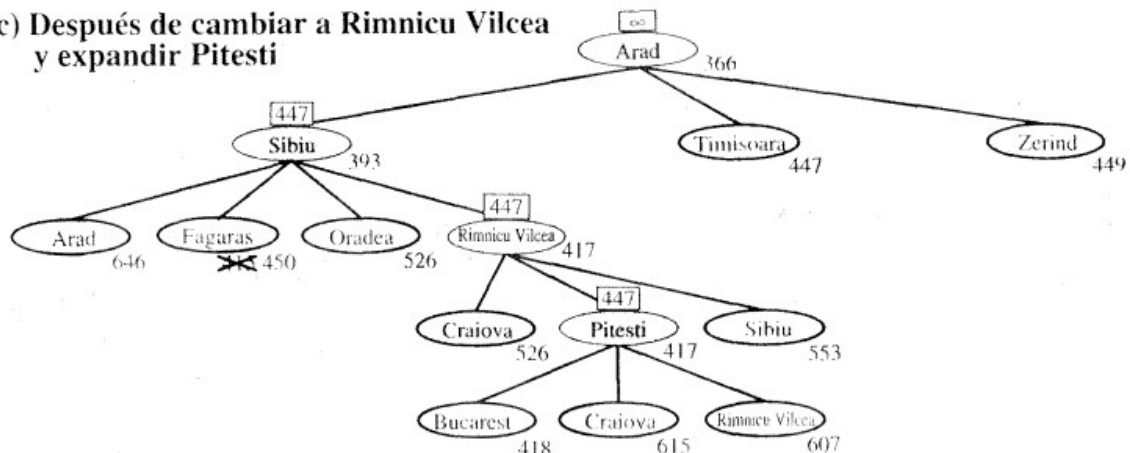 c) Después de cambiar a Rimnicu Vilcea
y expandir Pitesti
∞
Arad
366
447
Sibiu
393
Timisoara
447
Zerind
449
Arad
646
Fagaras
450
Oradea
526
447
Rimnicu Vilcea
417
Craiova
526
447
Pitesti
417
Sibiu
553
Bucarest
418
Craiova
615
Rimnicu Vilcea
607